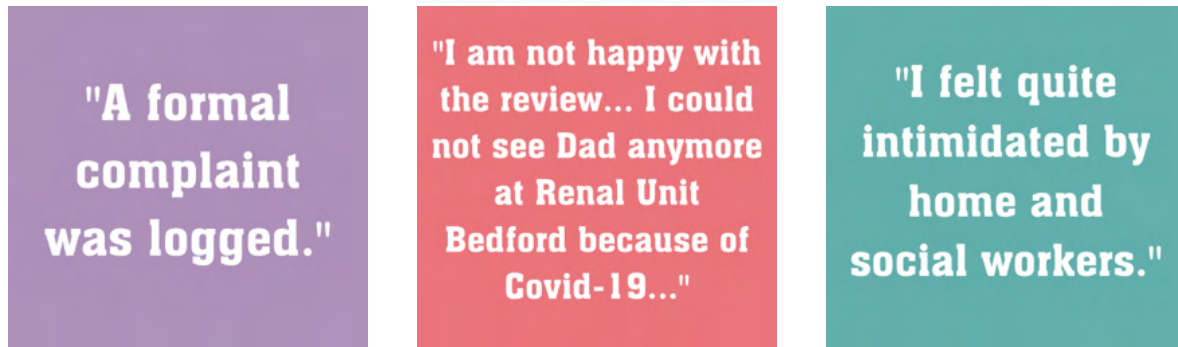 "A formal
complaint
was logged."
"I am not happy with
the review... I could
not see Dad anymore
at Renal Unit
Bedford because of
Covid-19..."
"I felt quite
intimidated by
home and
social workers."